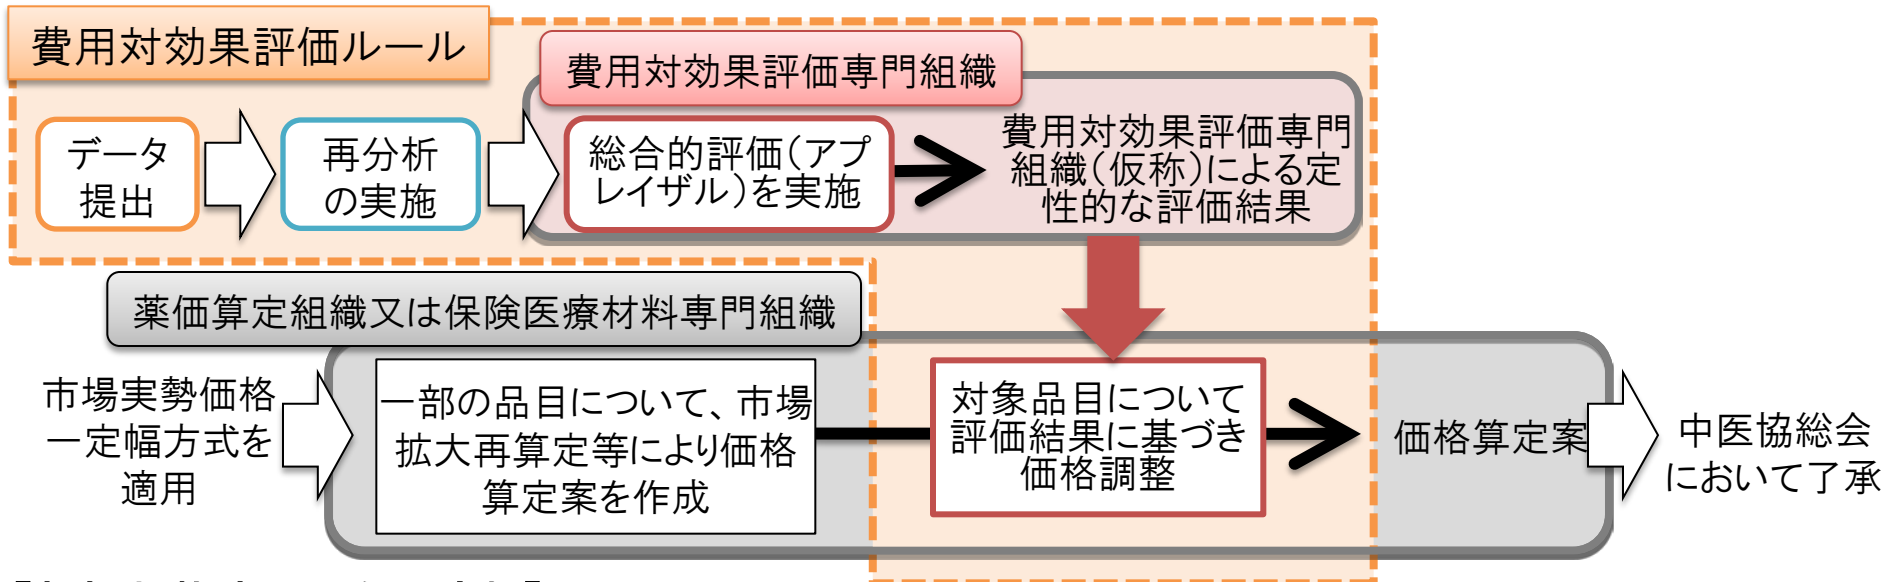 費用対効果評価ルール
費用対効果評価専門組織
データ
提出
再分析
の実施
総合的評価（アプ
レイザル）を実施
費用対効果評価専門
組織（仮称）による定
性的な評価結果
薬価算定組織又は保険医療材料専門組織
市場実勢価格
一定幅方式を
適用
一部の品目について、市場
拡大再算定等により価格
算定案を作成
対象品目について
評価結果に基づき
価格調整
価格算定案
中医協総会
において了承